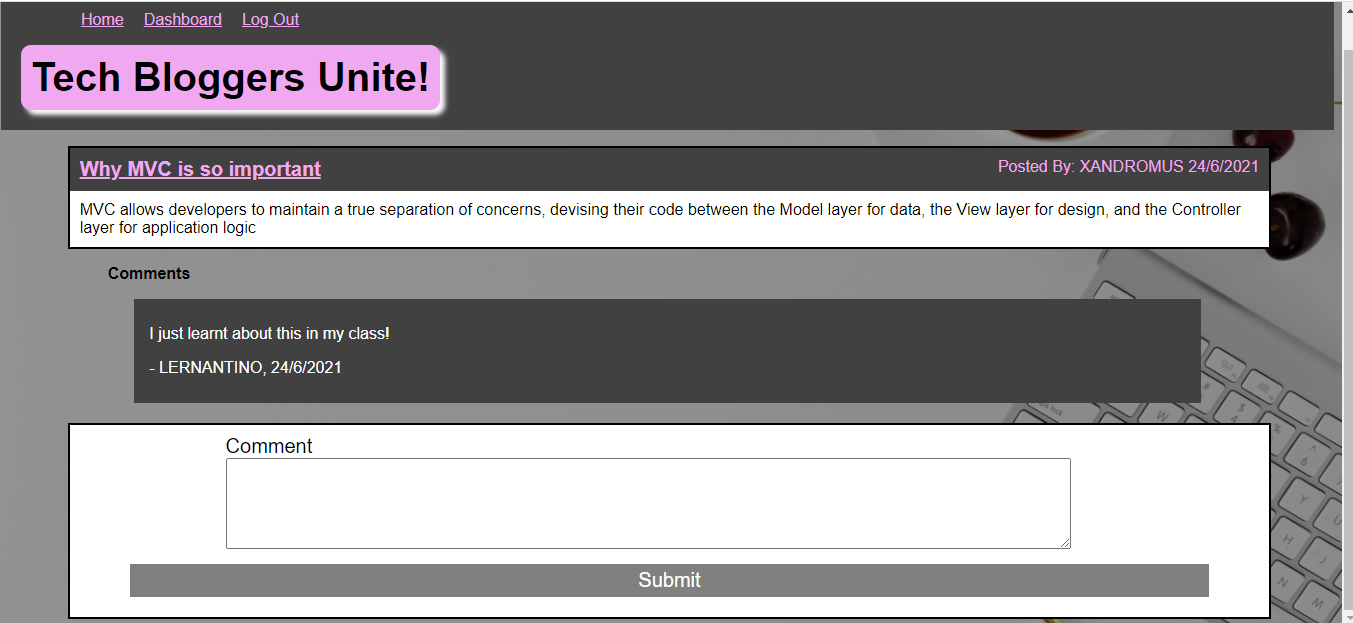 Home Dashboard Log Out
Tech Bloggers Unite!
Why MVC is so important
Posted By: XANDROMUS 24/6/2021
MVC allows developers to maintain a true separation of concerns, devising their code between the Model layer for data, the View layer for design, and the Controller
layer for application logic
Comments
I just learnt about this in my class!
- LERNANTINO, 24/6/2021
Comment
Submit